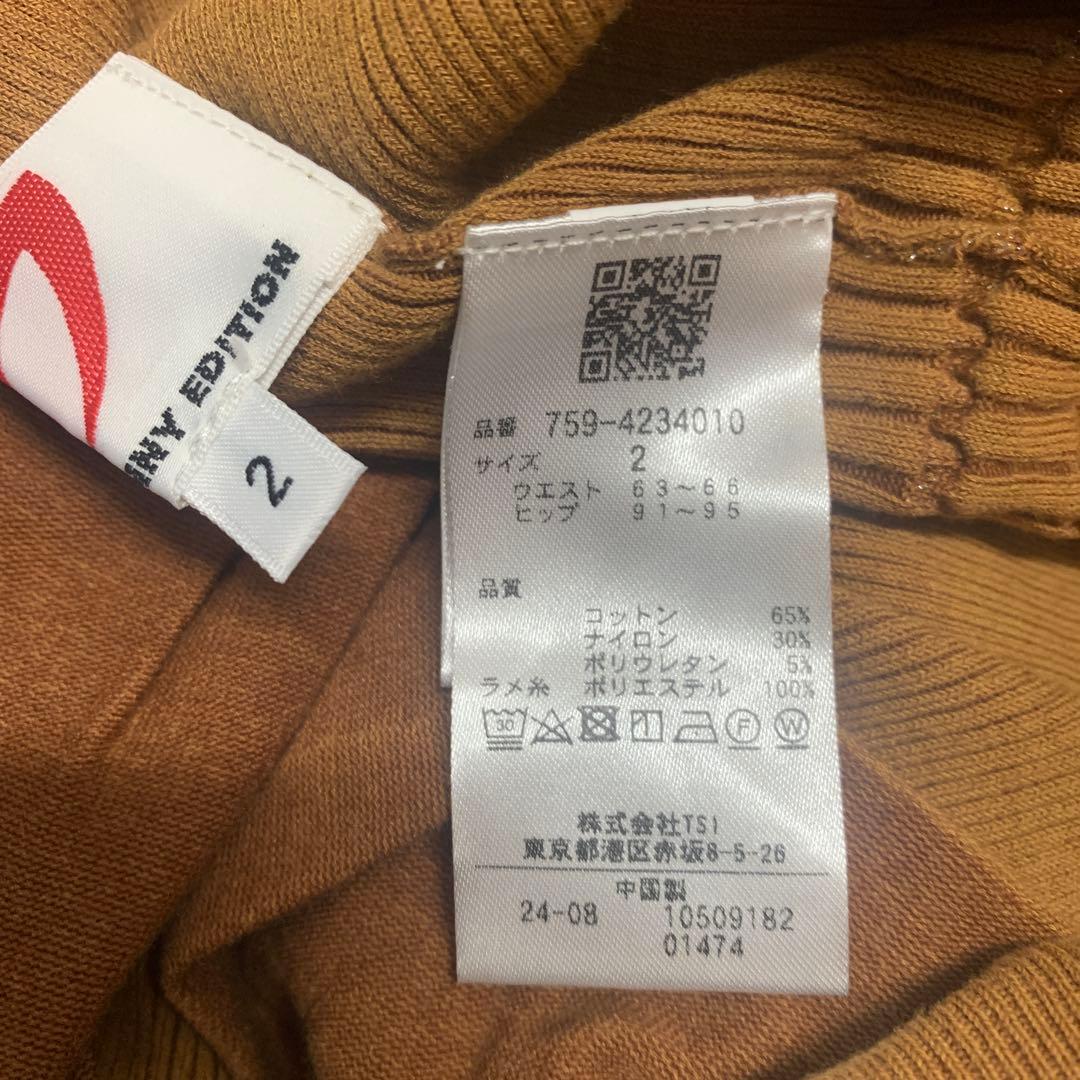 NY EDITION
2
品番 759-4234010
サイズ 2
ウエスト 63~66
ヒップ 91~95
品質
コットン 65%
ナイロン 30%
ポリウレタン 5%
ラメ糸 ポリエステル 100%
30
F W
株式会社TSI
東京都港区赤坂8-5-26
中国製
24-08 10509182
01474